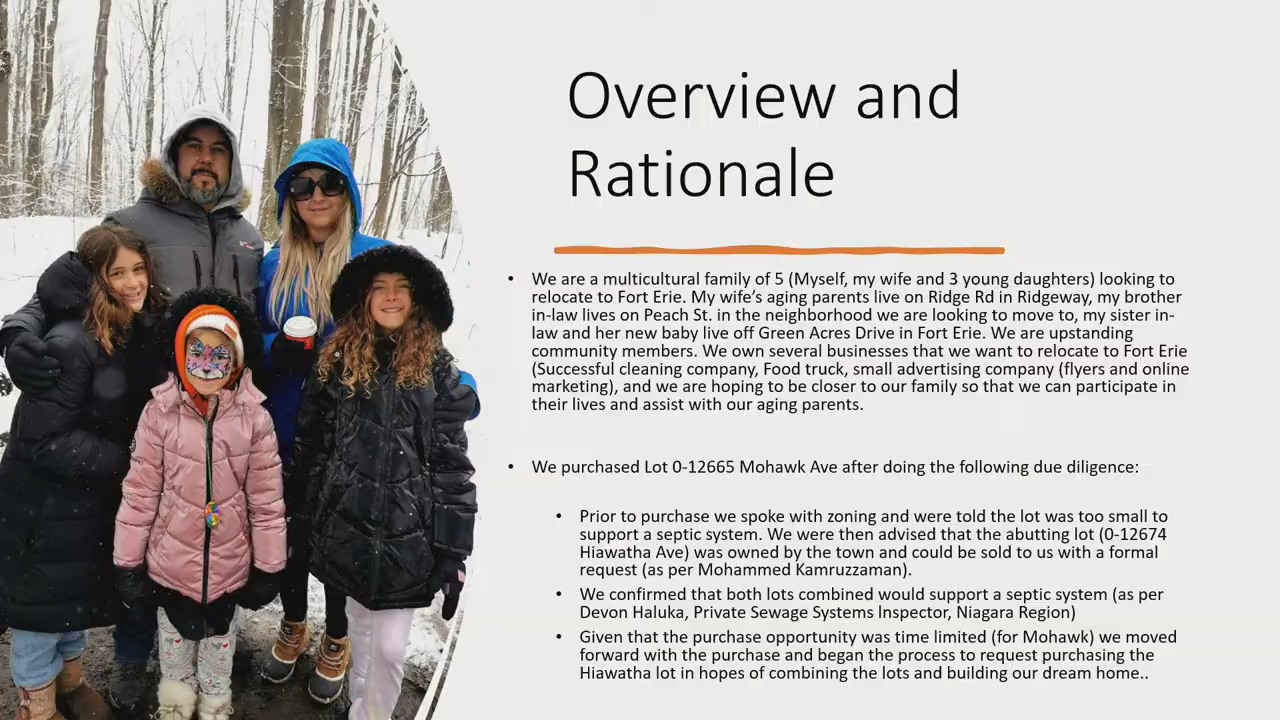 Overview and
Rationale
• We are a multicultural family of 5 (Myself, my wife and 3 young daughters) looking to
relocate to Fort Erie. My wife's aging parents live on Ridge Rd in Ridgeway, my brother
in-law lives on Peach St. in the neighborhood we are looking to move to, my sister in-
law and her new baby live off Green Acres Drive in Fort Erie. We are upstanding
community members. We own several businesses that we want to relocate to Fort Erie
(Successful cleaning company, Food truck, small advertising company (flyers and online
marketing), and we are hoping to be closer to our family so that we can participate in
their lives and assist with our aging parents.
• We purchased Lot 0-12665 Mohawk Ave after doing the following due diligence:
• Prior to purchase we spoke with zoning and were told the lot was too small to
support a septic system. We were then advised that the abutting lot (0-12674
Hiawatha Ave) was owned by the town and could be sold to us with a formal
request (as per Mohammed Kamruzzaman).
• We confirmed that both lots combined would support a septic system (as per
Devon Haluka, Private Sewage Systems Inspector, Niagara Region)
• Given that the purchase opportunity was time limited (for Mohawk) we moved
forward with the purchase and began the process to request purchasing the
Hiawatha lot in hopes of combining the lots and building our dream home..